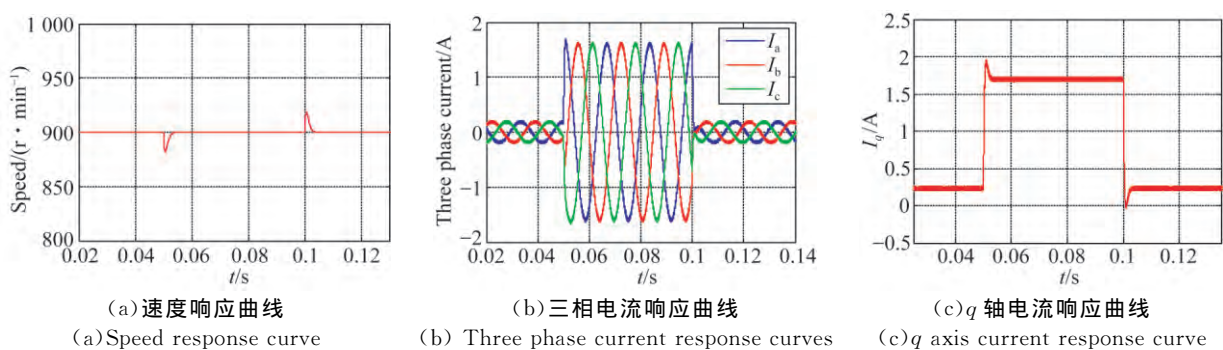 1 000
950
900
850
800
Speed/(r · min⁻¹)
0.02 0.04 0.06 0.08 0.10 0.12
t/s
(a)速度响应曲线
(a)Speed response curve
2
1
0
−1
−2
Three phase current/A
Ia
Ib
Ic
0.02 0.04 0.06 0.08 0.1 0.12 0.14
t/s
(b)三相电流响应曲线
(b) Three phase current response curves
2.5
2
1.5
1
0.5
0
−0.5
Iq/A
0.04 0.06 0.08 0.1 0.12
t/s
(c)q 轴电流响应曲线
(c)q axis current response curve